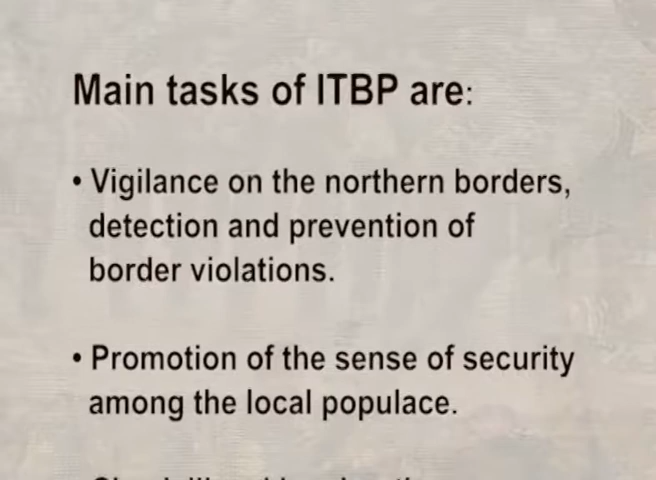 Main tasks of ITBP are:
• Vigilance on the northern borders,
detection and prevention of
border violations.
• Promotion of the sense of security
among the local populace.